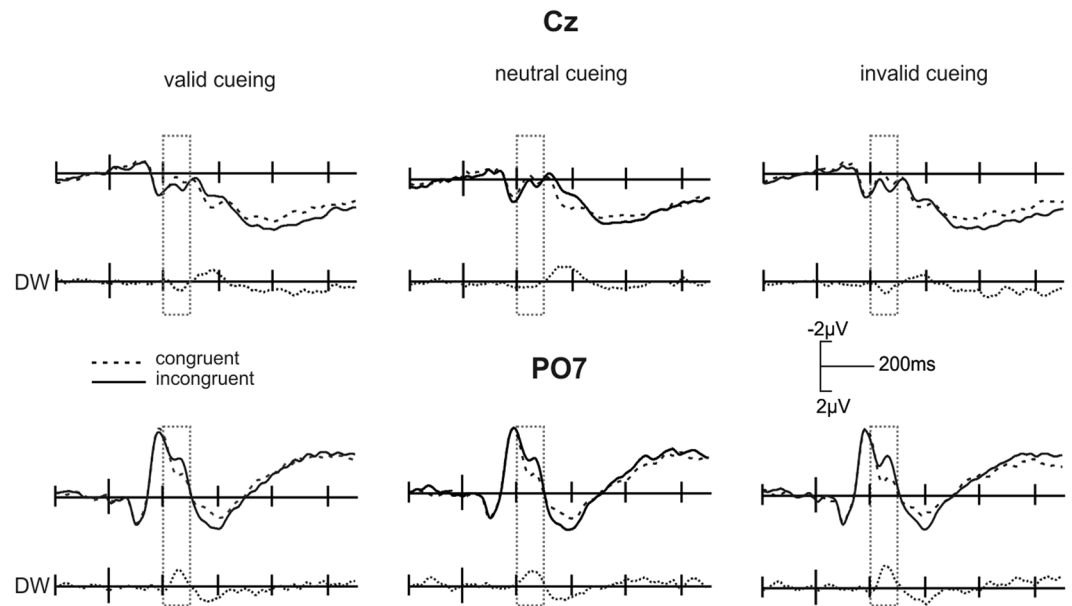 Cz
valid cueing
neutral cueing
invalid cueing
DW
-2µV
200ms
2µV
congruent
incongruent
PO7
DW